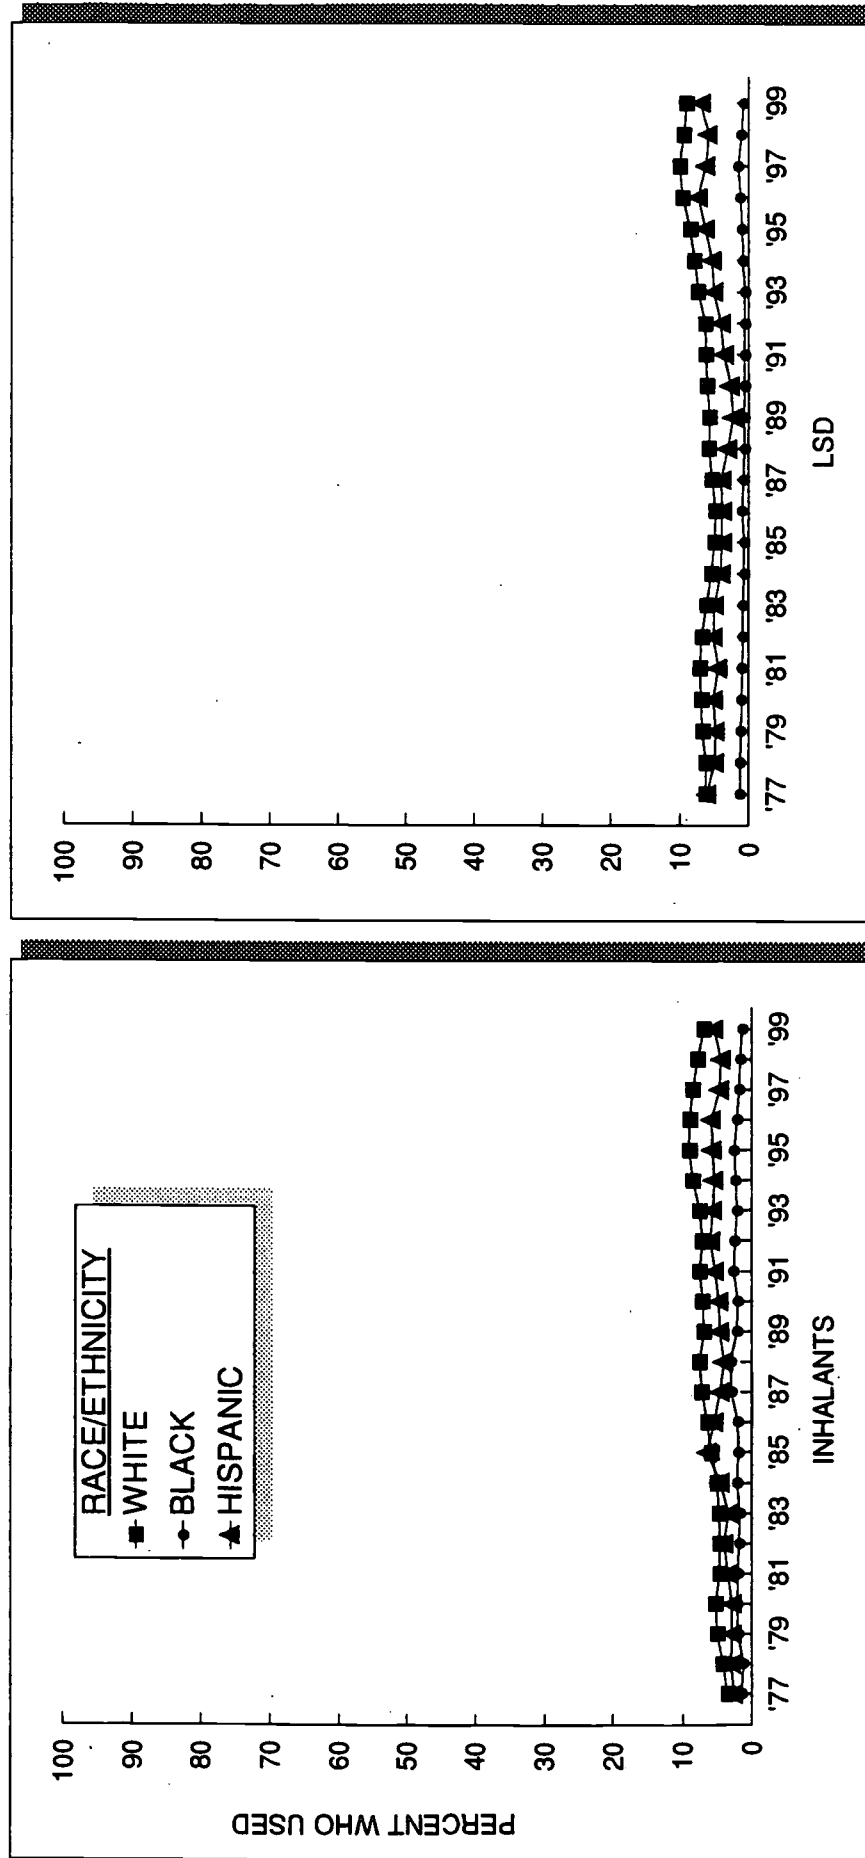 PERCENT WHO USED
100
90
80
70
60
50
40
30
20
10
0
RACE/ETHNICITY
WHITE
BLACK
HISPANIC
'77 '79 '81 '83 '85 '87 '89 '91 '93 '95 '97 '99
INHALANTS
100
90
80
70
60
50
40
30
20
10
0
'77 '79 '81 '83 '85 '87 '89 '91 '93 '95 '97 '99
LSD